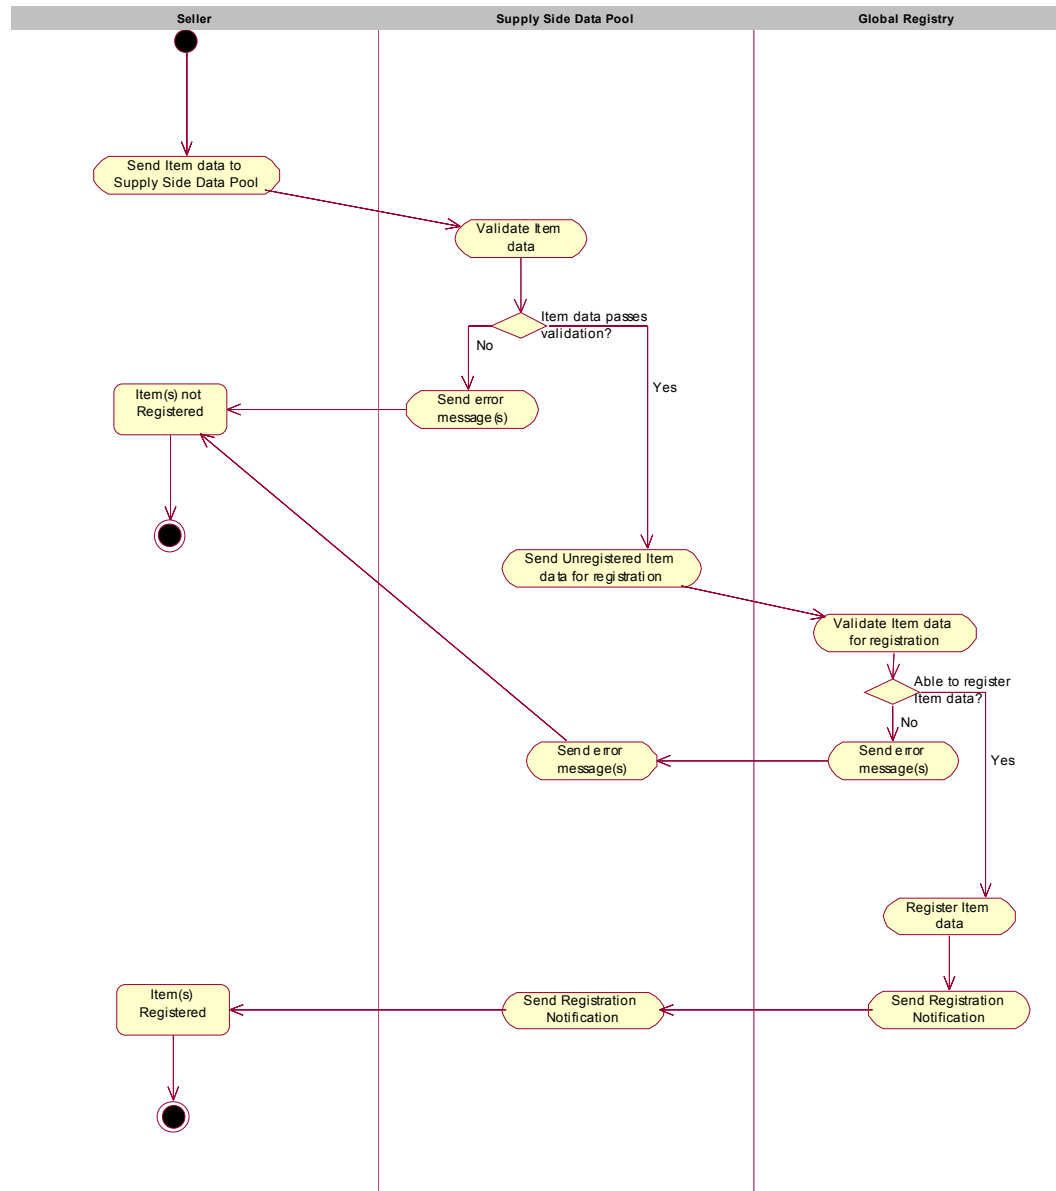 Seller
Supply Side Data Pool
Global Registry
Send Item data to
Supply Side Data Pool
Validate Item
data
Item data passes
validation?
No
Yes
Item(s) not
Registered
Send error
message(s)
Send Unregistered Item
data for registration
Validate Item data
for registration
Able to register
Item data?
No
Yes
Send error
message(s)
Send error
message(s)
Register Item
data
Item(s)
Registered
Send Registration
Notification
Send Registration
Notification